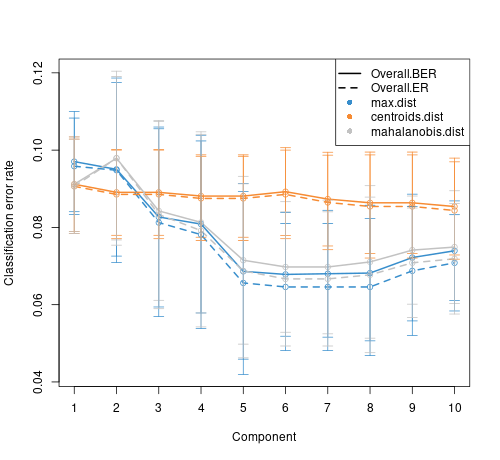 0.12
0.10
0.08
0.06
0.04
Classification error rate
Overall.BER
Overall.ER
max.dist
centroids.dist
mahalanobis.dist
1 2 3 4 5 6 7 8 9 10
Component